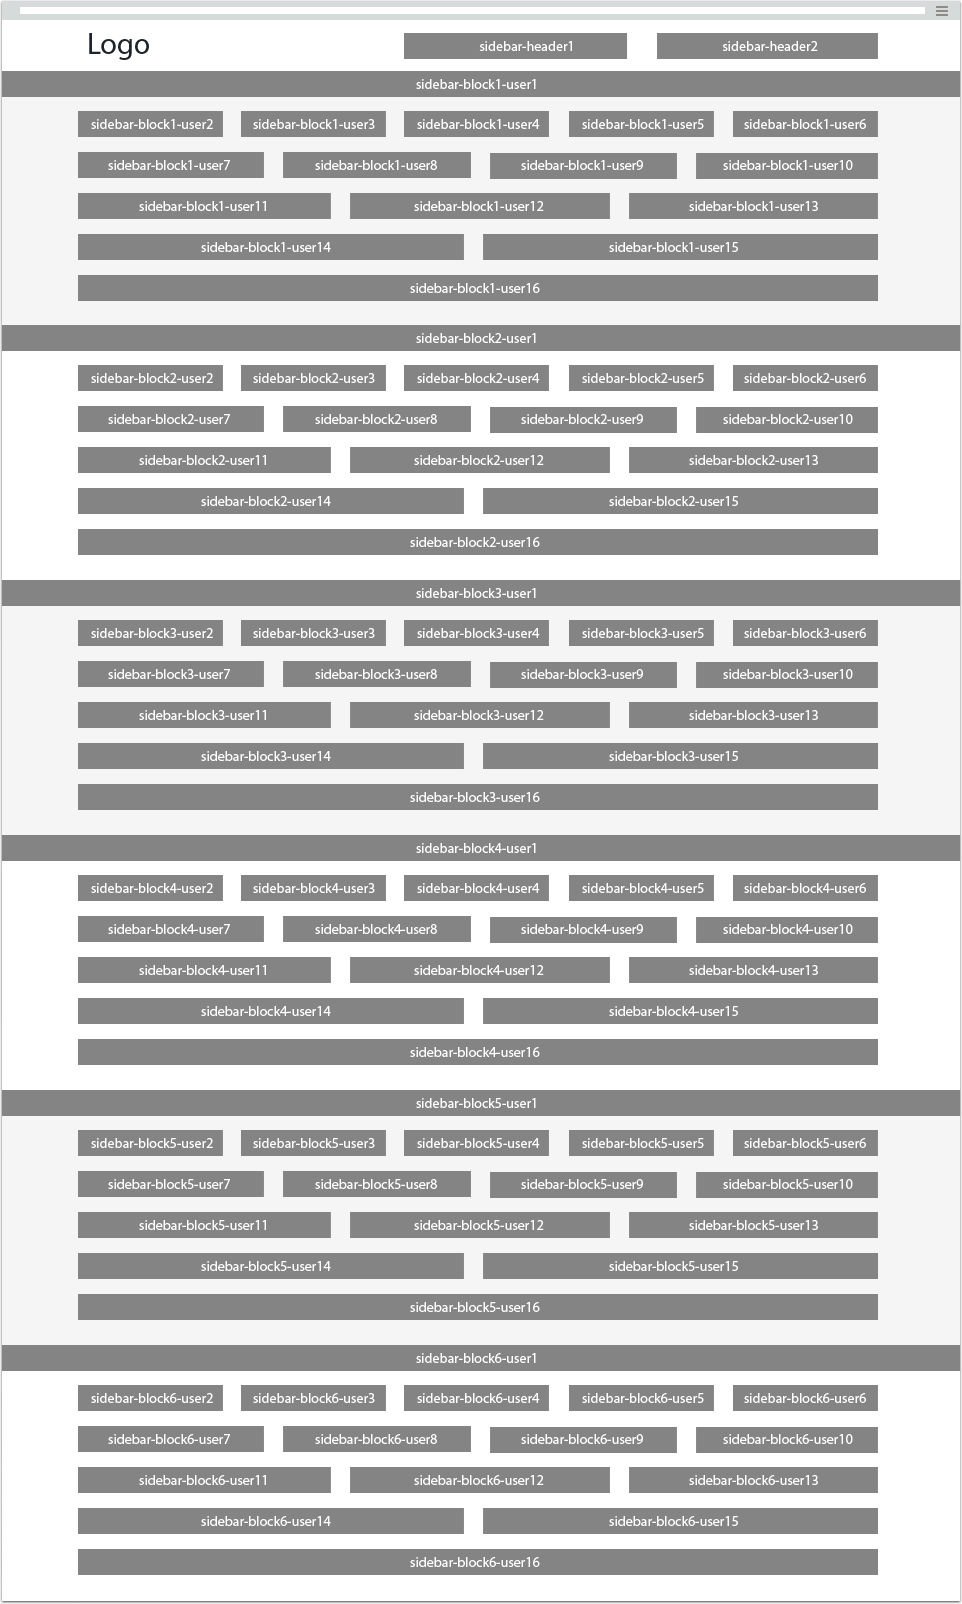 Logo sidebar-header1 sidebar-header2
sidebar-block1-user1
sidebar-block1-user2 sidebar-block1-user3 sidebar-block1-user4 sidebar-block1-user5 sidebar-block1-user6
sidebar-block1-user7 sidebar-block1-user8 sidebar-block1-user9 sidebar-block1-user10
sidebar-block1-user11 sidebar-block1-user12 sidebar-block1-user13
sidebar-block1-user14 sidebar-block1-user15
sidebar-block1-user16
sidebar-block2-user1
sidebar-block2-user2 sidebar-block2-user3 sidebar-block2-user4 sidebar-block2-user5 sidebar-block2-user6
sidebar-block2-user7 sidebar-block2-user8 sidebar-block2-user9 sidebar-block2-user10
sidebar-block2-user11 sidebar-block2-user12 sidebar-block2-user13
sidebar-block2-user14 sidebar-block2-user15
sidebar-block2-user16
sidebar-block3-user1
sidebar-block3-user2 sidebar-block3-user3 sidebar-block3-user4 sidebar-block3-user5 sidebar-block3-user6
sidebar-block3-user7 sidebar-block3-user8 sidebar-block3-user9 sidebar-block3-user10
sidebar-block3-user11 sidebar-block3-user12 sidebar-block3-user13
sidebar-block3-user14 sidebar-block3-user15
sidebar-block3-user16
sidebar-block4-user1
sidebar-block4-user2 sidebar-block4-user3 sidebar-block4-user4 sidebar-block4-user5 sidebar-block4-user6
sidebar-block4-user7 sidebar-block4-user8 sidebar-block4-user9 sidebar-block4-user10
sidebar-block4-user11 sidebar-block4-user12 sidebar-block4-user13
sidebar-block4-user14 sidebar-block4-user15
sidebar-block4-user16
sidebar-block5-user1
sidebar-block5-user2 sidebar-block5-user3 sidebar-block5-user4 sidebar-block5-user5 sidebar-block5-user6
sidebar-block5-user7 sidebar-block5-user8 sidebar-block5-user9 sidebar-block5-user10
sidebar-block5-user11 sidebar-block5-user12 sidebar-block5-user13
sidebar-block5-user14 sidebar-block5-user15
sidebar-block5-user16
sidebar-block6-user1
sidebar-block6-user2 sidebar-block6-user3 sidebar-block6-user4 sidebar-block6-user5 sidebar-block6-user6
sidebar-block6-user7 sidebar-block6-user8 sidebar-block6-user9 sidebar-block6-user10
sidebar-block6-user11 sidebar-block6-user12 sidebar-block6-user13
sidebar-block6-user14 sidebar-block6-user15
sidebar-block6-user16